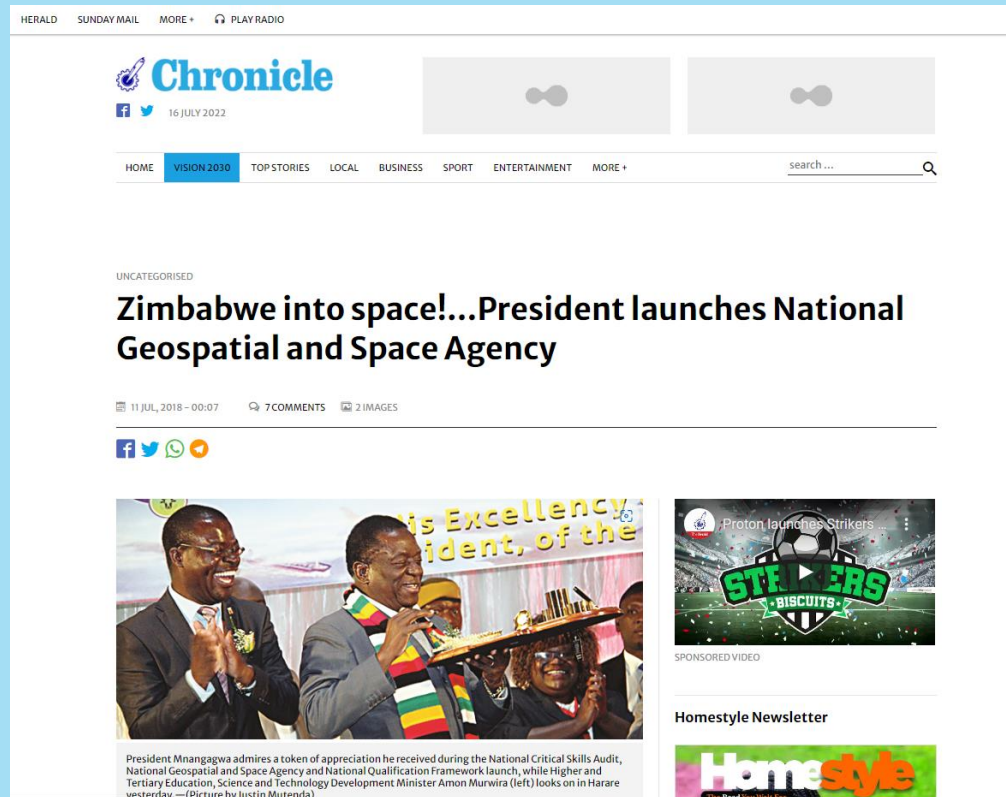 HERALD SUNDAY MAIL MORE + PLAY RADIO
Chronicle
16 JULY 2022
HOME VISION 2030 TOP STORIES LOCAL BUSINESS SPORT ENTERTAINMENT MORE +
search ...
UNCATEGORISED
Zimbabwe into space!...President launches National
Geospatial and Space Agency
11 JUL, 2018 - 00:07 7 COMMENTS 2 IMAGES
is Excellency
ident, of the
President Mnangagwa admires a token of appreciation he received during the National Critical Skills Audit,
National Geospatial and Space Agency and National Qualification Framework launch, while Higher and
Tertiary Education, Science and Technology Development Minister Amon Murwira (left) looks on in Harare
yesterday. —(Picture by Justin Mutenda)
Proton launches Strikers ...
STRIKERS
BISCUITS
SPONSORED VIDEO
Homestyle Newsletter
Homestyle